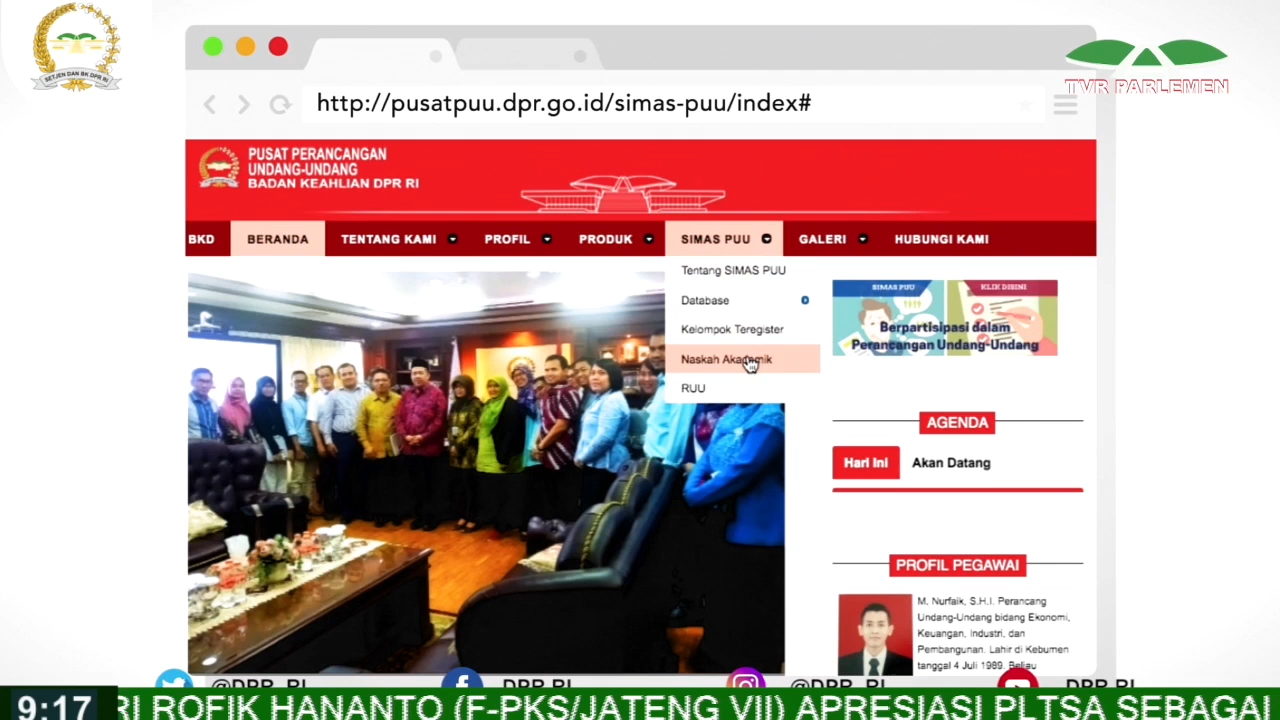 SETJEN DAN BK DPR RI
TVR PARLEMEN
http://pusatpuu.dpr.go.id/simas-puu/index#
PUSAT PERANCANGAN
UNDANG-UNDANG
BADAN KEAHLIAN DPR RI
BKD BERANDA TENTANG KAMI PROFIL PRODUK SIMAS PUU GALERI HUBUNGI KAMI
Tentang SIMAS PUU
Database
Kelompok Teregister
Naskah Akademik
RUU
SIMAS PUU KLIK DISINI
Berpartisipasi dalam
Perancangan Undang-Undang
AGENDA
Hari Ini Akan Datang
PROFIL PEGAWAI
M. Nurfaik, S.H.I. Perancang
Undang-Undang bidang Ekonomi,
Keuangan, Industri, dan
Pembangunan. Lahir di Kebumen
tanggal 4 Juli 1989. Beliau
@DPR_RI DPR RI @DPR_RI DPR RI
9:17 RI ROFIK HANANTO (F-PKS/JATENG VII) APRESIASI PLTSA SEBAGAI